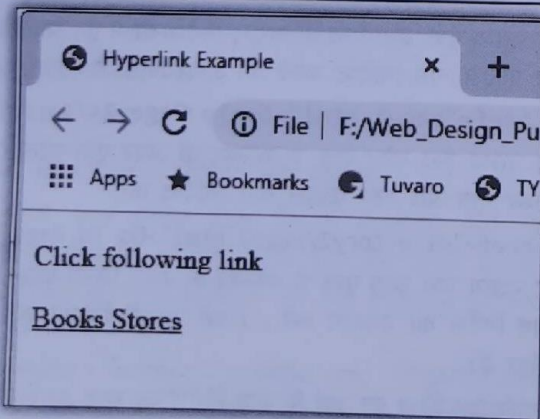 Hyperlink Example × +
← → File | F:/Web_Design_Pu
Apps Bookmarks Tuvaro TY
Click following link
Books Stores